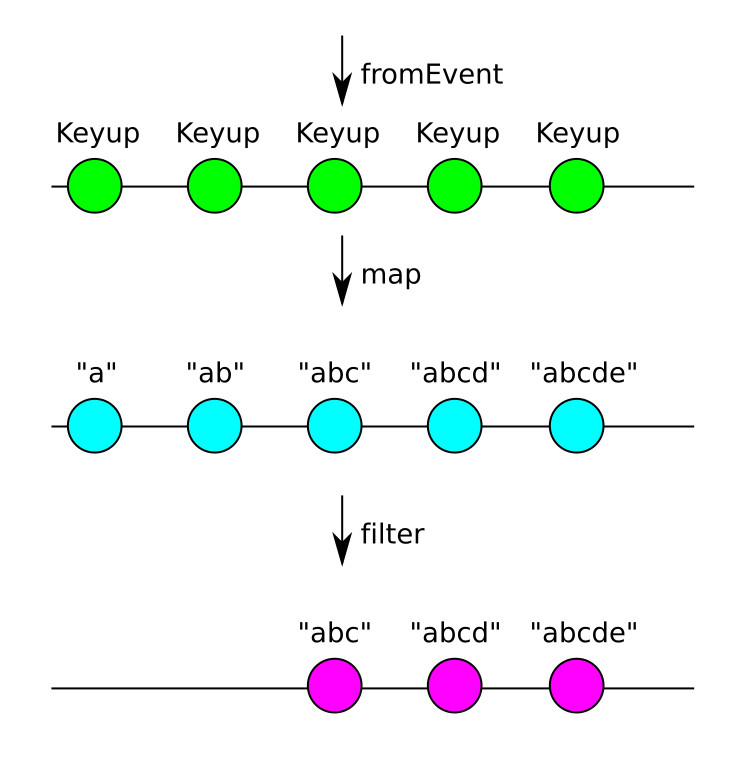 fromEvent
Keyup Keyup Keyup Keyup Keyup
map
"a" "ab" "abc" "abcd" "abcde"
filter
"abc" "abcd" "abcde"